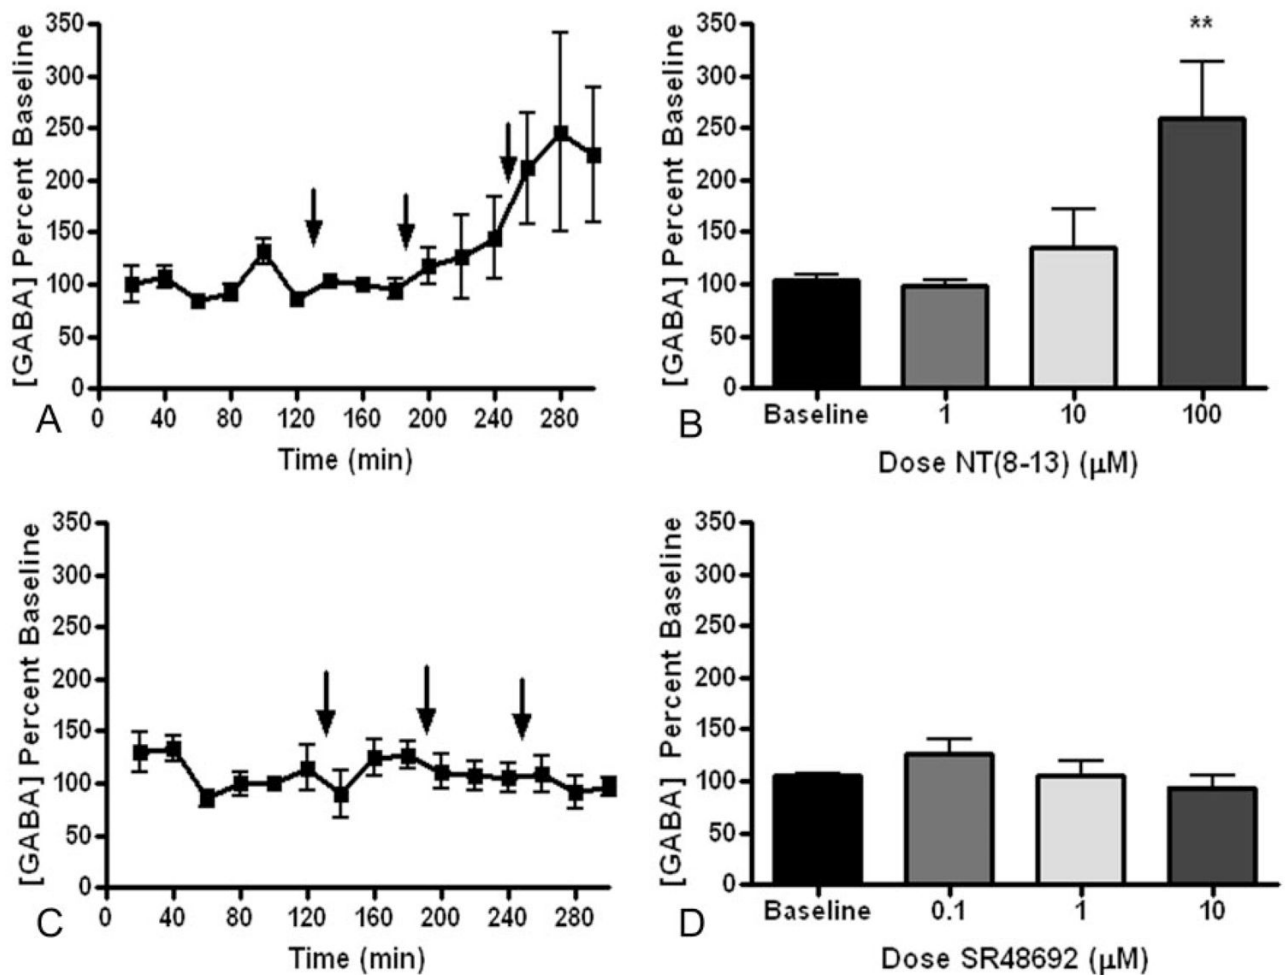 [GABA] Percent Baseline
350
300
250
200
150
100
50
0
0 40 80 120 160 200 240 280
Time (min)
A
[GABA] Percent Baseline
350
300
250
200
150
100
50
0
**
Baseline 1 10 100
Dose NT(8-13) (μM)
B
[GABA] Percent Baseline
350
300
250
200
150
100
50
0
0 40 80 120 160 200 240 280
Time (min)
C
[GABA] Percent Baseline
350
300
250
200
150
100
50
0
Baseline 0.1 1 10
Dose SR48692 (μM)
D